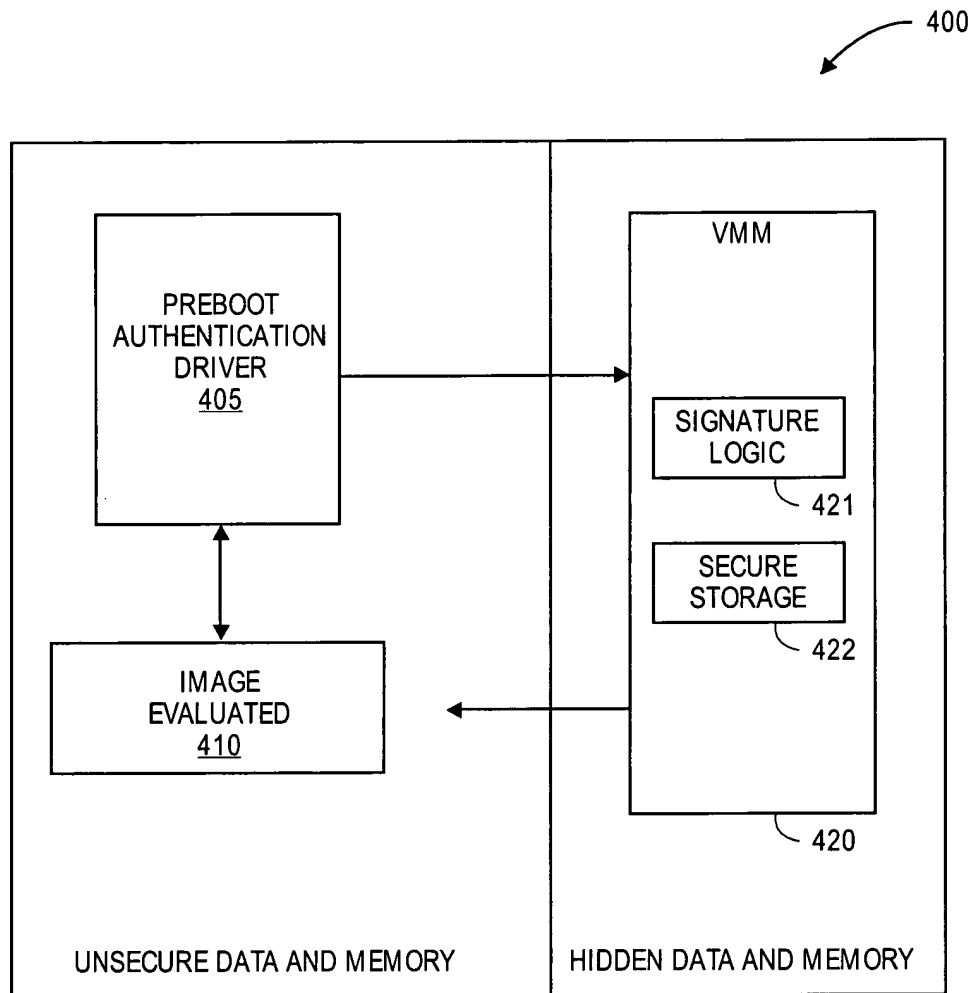 400
PREBOOT
AUTHENTICATION
DRIVER
405
IMAGE
EVALUATED
410
VMM
SIGNATURE
LOGIC
421
SECURE
STORAGE
422
420
UNSECURE DATA AND MEMORY
HIDDEN DATA AND MEMORY